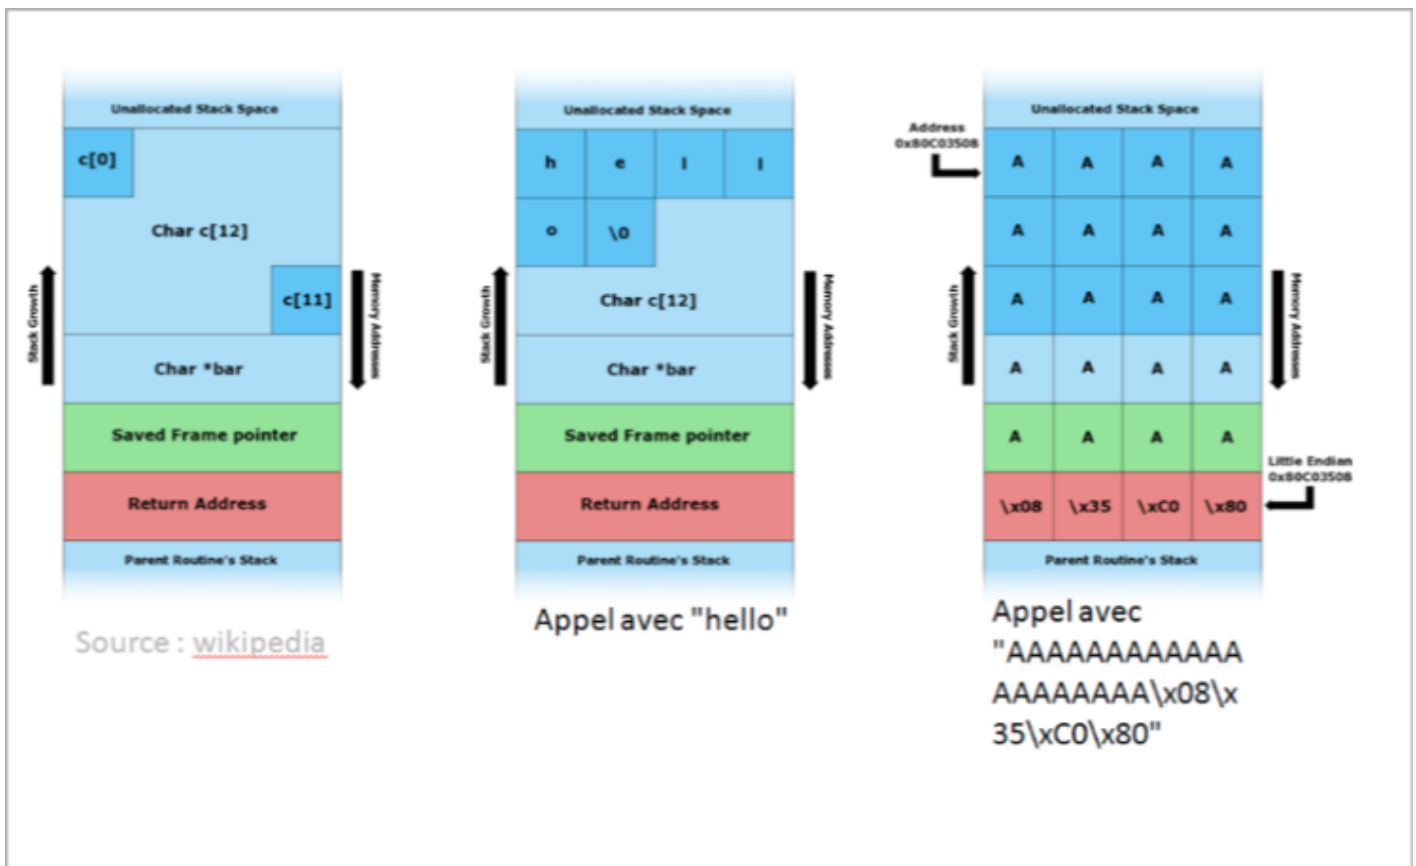 Unallocated Stack Space
c[0]
Char c[12]
c[11]
Stack Growth
Memory Addresses
Char *bar
Saved Frame pointer
Return Address
Parent Routine's Stack
Source : wikipedia
Unallocated Stack Space
h e l l
o \0
Char c[12]
Stack Growth
Memory Addresses
Char *bar
Saved Frame pointer
Return Address
Parent Routine's Stack
Appel avec "hello"
Unallocated Stack Space
Address
0x80C03508
A A A A
A A A A
A A A A
Stack Growth
Memory Addresses
A A A A
A A A A
Little Endian
0x80C03508
\x08 \x35 \xC0 \x80
Parent Routine's Stack
Appel avec
"AAAAAAAAAAAA
AAAAAAAA\x08\x
35\xC0\x80"